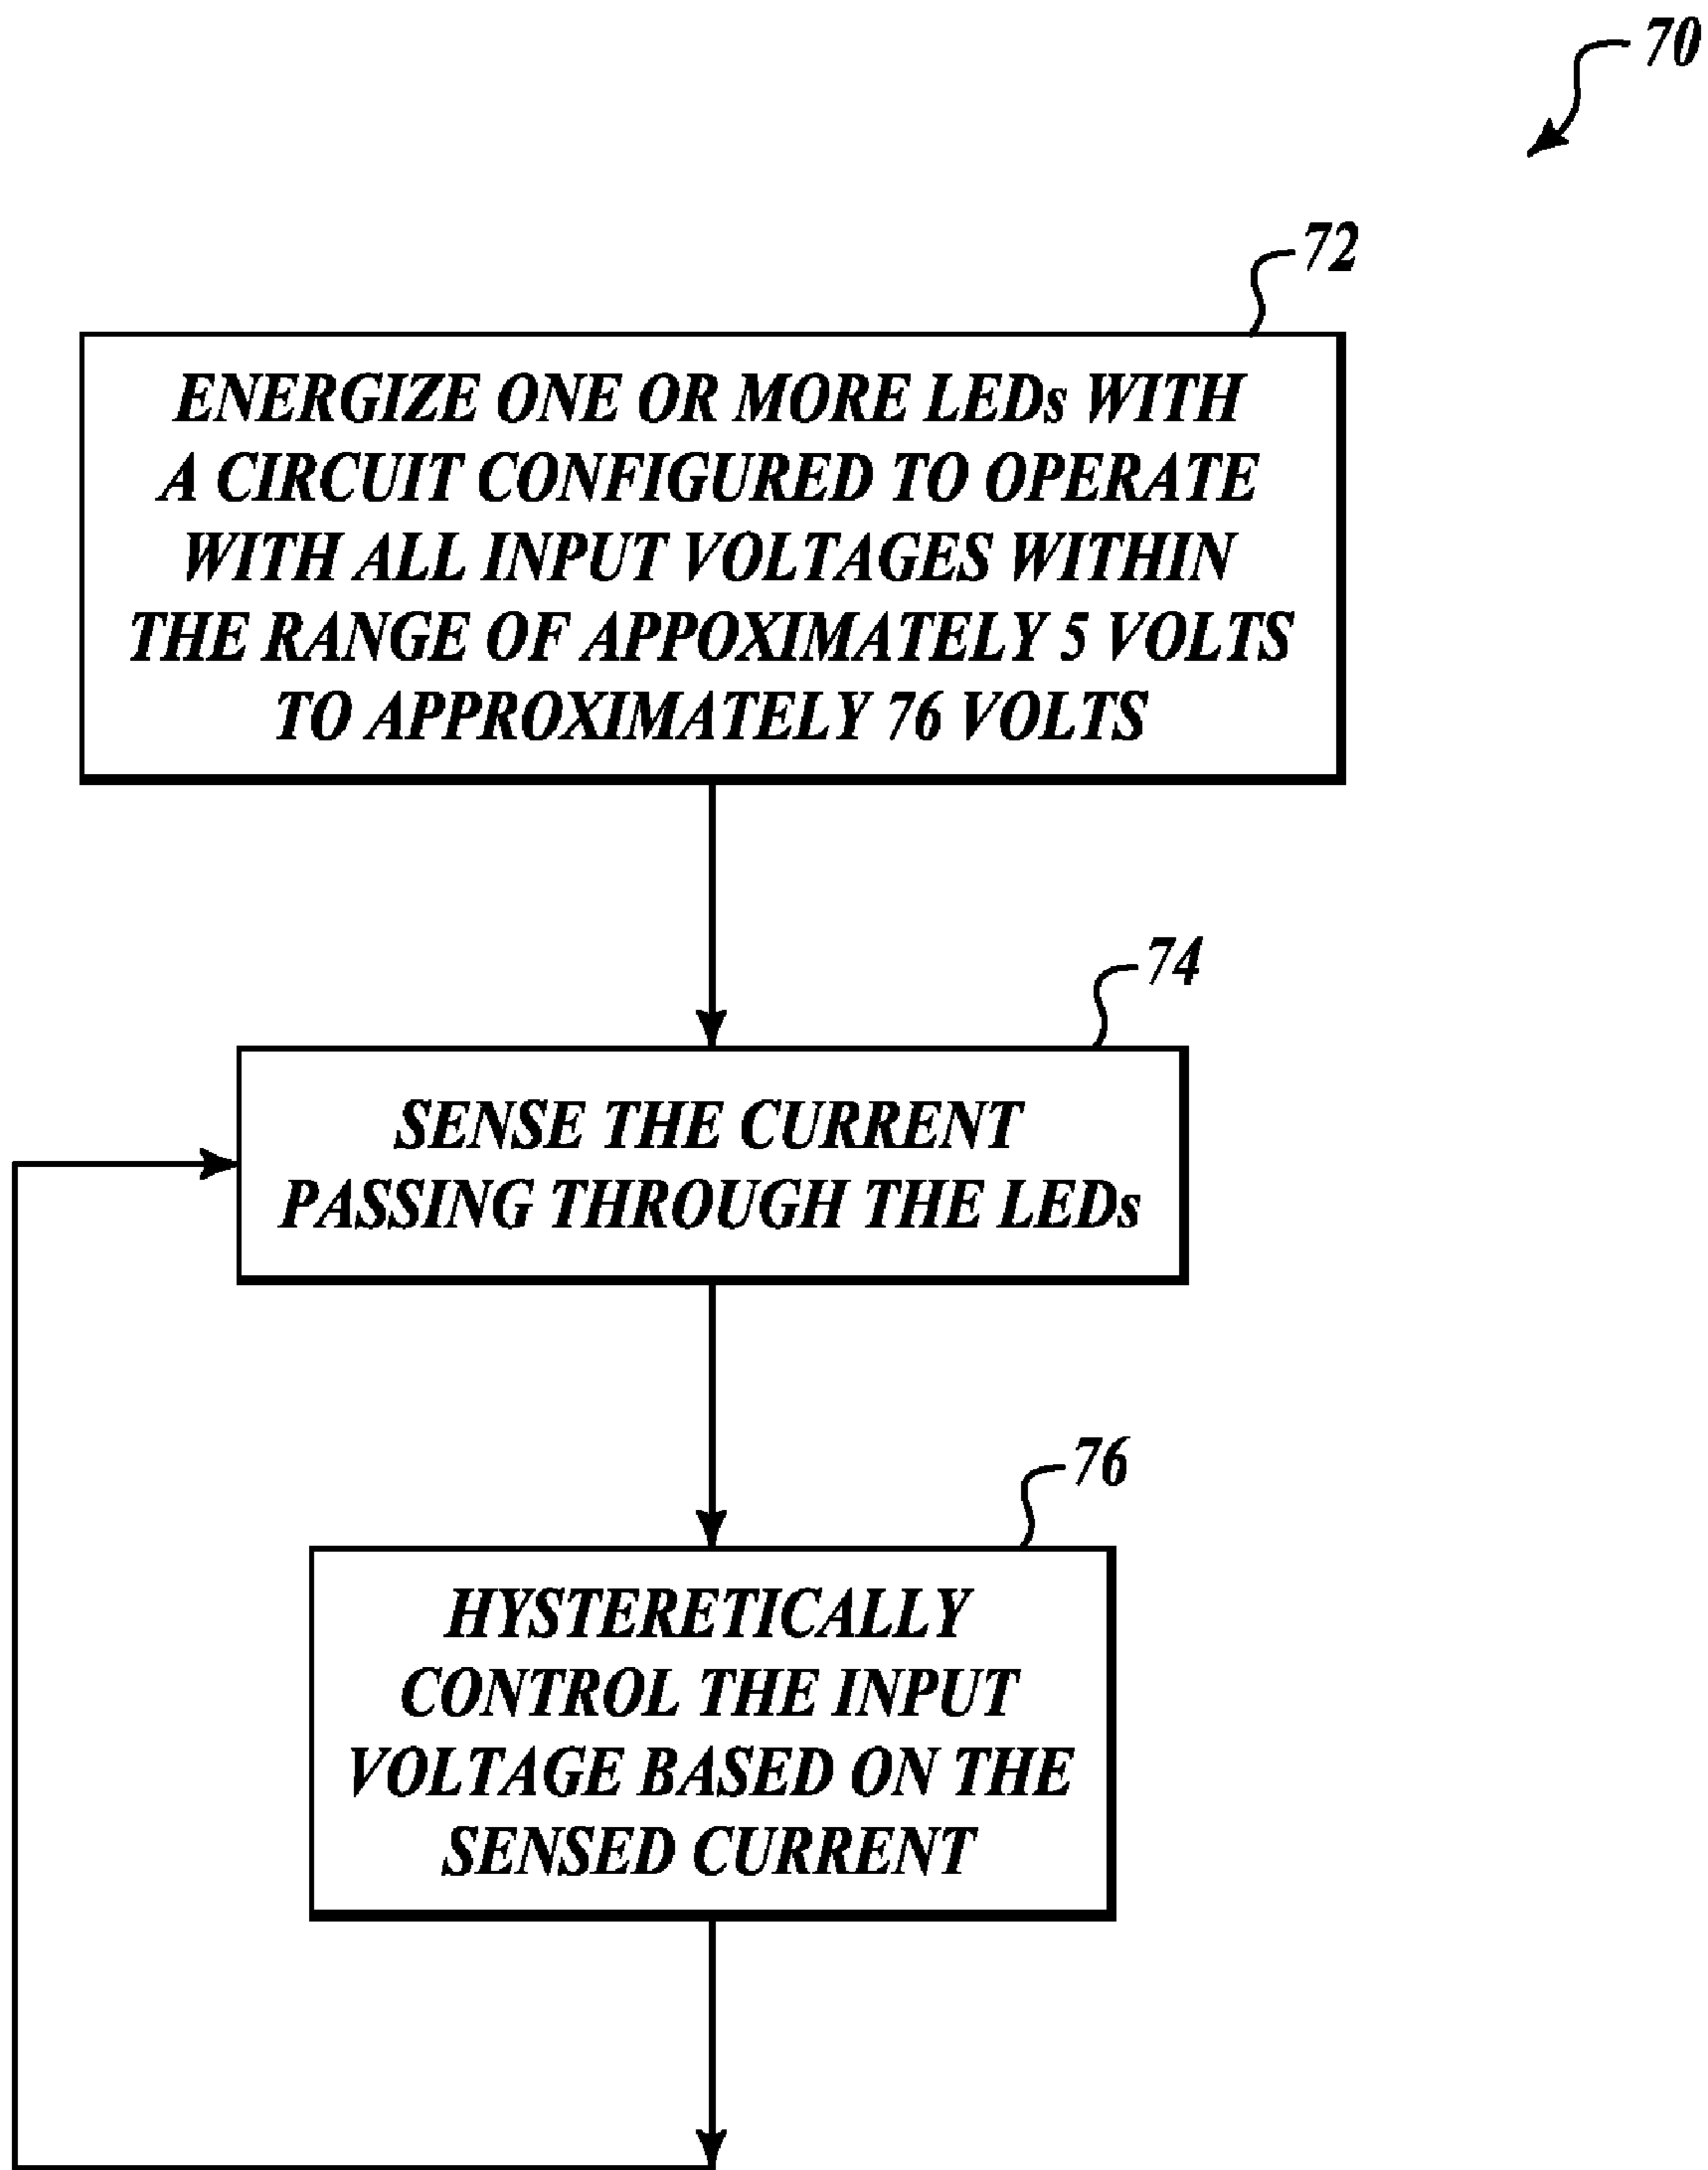 70
72
ENERGIZE ONE OR MORE LEDs WITH
A CIRCUIT CONFIGURED TO OPERATE
WITH ALL INPUT VOLTAGES WITHIN
THE RANGE OF APPOXIMATELY 5 VOLTS
TO APPROXIMATELY 76 VOLTS
74
SENSE THE CURRENT
PASSING THROUGH THE LEDs
76
HYSTERETICALLY
CONTROL THE INPUT
VOLTAGE BASED ON THE
SENSED CURRENT